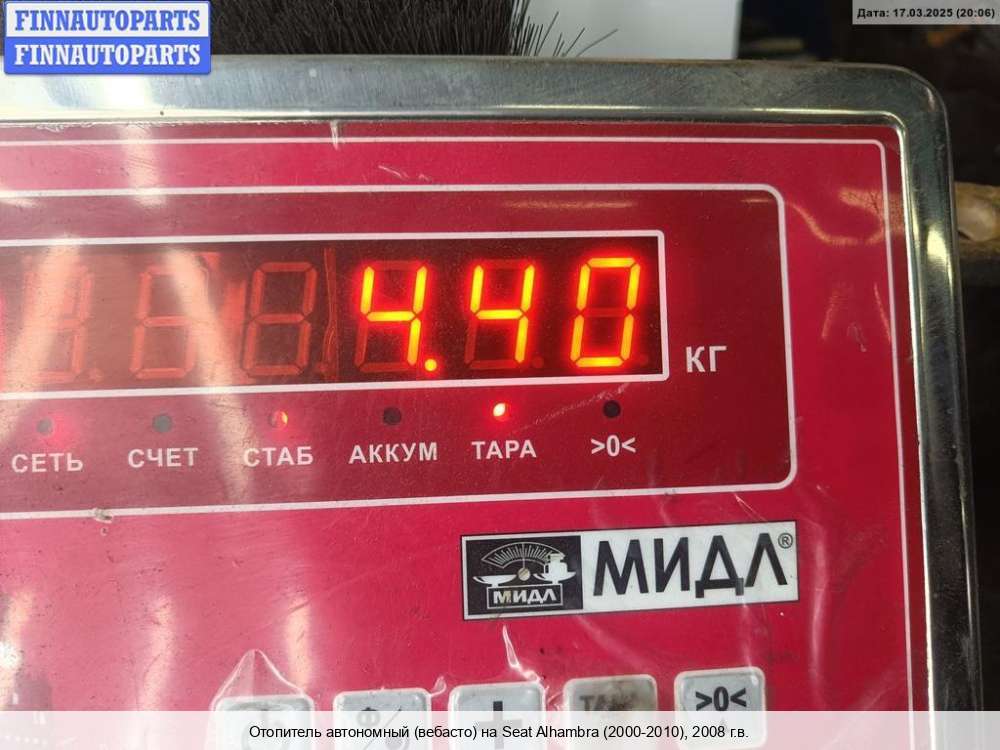 FINNAUTOPARTS
FINNAUTOPARTS
Дата: 17.03.2025 (20:06)
4.40
КГ
СЕТЬ СЧЕТ СТАБ АККУМ ТАРА >0<
МИДЛ
МИДЛ®
>0<
Отопитель автономный (вебасто) на Seat Alhambra (2000-2010), 2008 г.в.